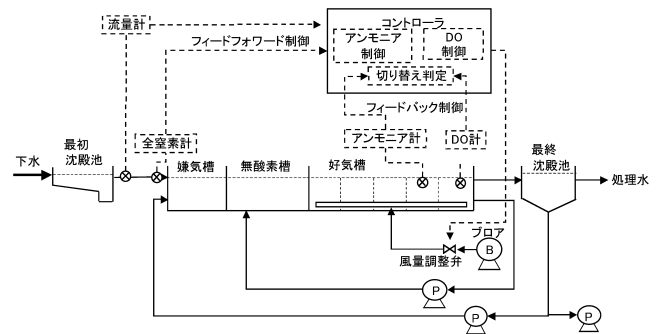 流量計
コントローラ
アンモニア
制御
DO
制御
フィードフォワード制御
切り替え判定
フィードバック制御
全窒素計
アンモニア計
DO計
最初
沈殿池
下水
嫌気槽
無酸素槽
好気槽
最終
沈殿池
処理水
ブロア
B
風量調整弁
P
P
P